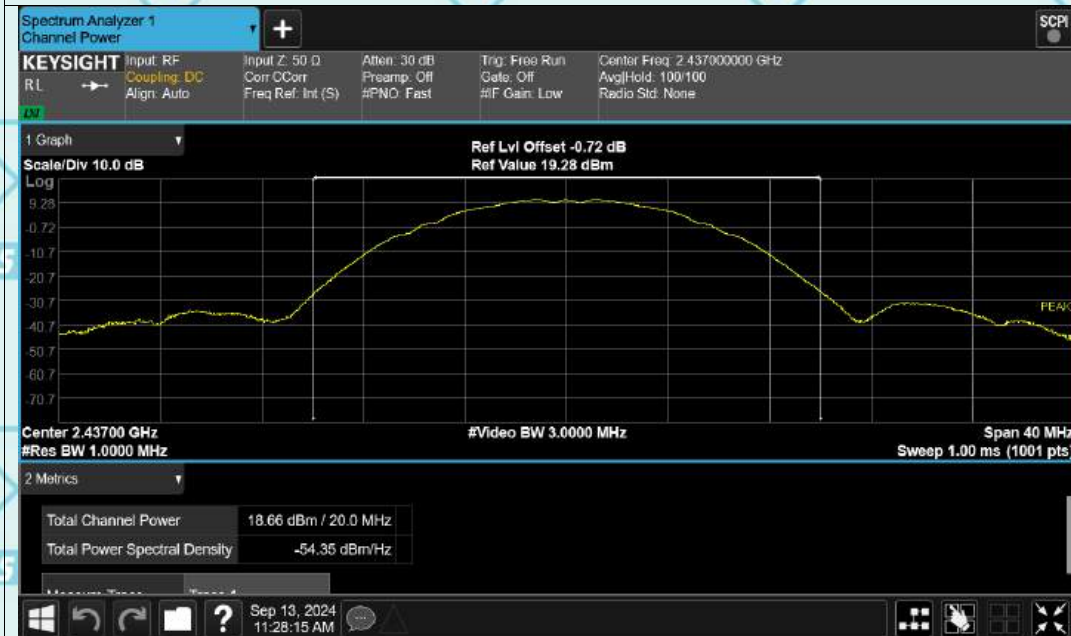 Spectrum Analyzer 1
Channel Power
+
SCPI
KEYSIGHT
RL
LXI
Input: RF
Coupling: DC
Align: Auto
Input Z: 50 Ω
Corr CCorr
Freq Ref: Int (S)
Atten: 30 dB
Preamp: Off
#PNO: Fast
Trig: Free Run
Gate: Off
#IF Gain: Low
Center Freq: 2.437000000 GHz
Avg|Hold: 100/100
Radio Std: None
1 Graph
Scale/Div 10.0 dB
Ref Lvl Offset -0.72 dB
Ref Value 19.28 dBm
Log
9.28
-0.72
-10.7
-20.7
-30.7
-40.7
-50.7
-60.7
-70.7
PEAK
Center 2.43700 GHz
#Video BW 3.0000 MHz
Span 40 MHz
#Res BW 1.0000 MHz
Sweep 1.00 ms (1001 pts)
2 Metrics
Total Channel Power 18.66 dBm / 20.0 MHz
Total Power Spectral Density -54.35 dBm/Hz
Measure Trace Trace 1
?
Sep 13, 2024
11:28:15 AM